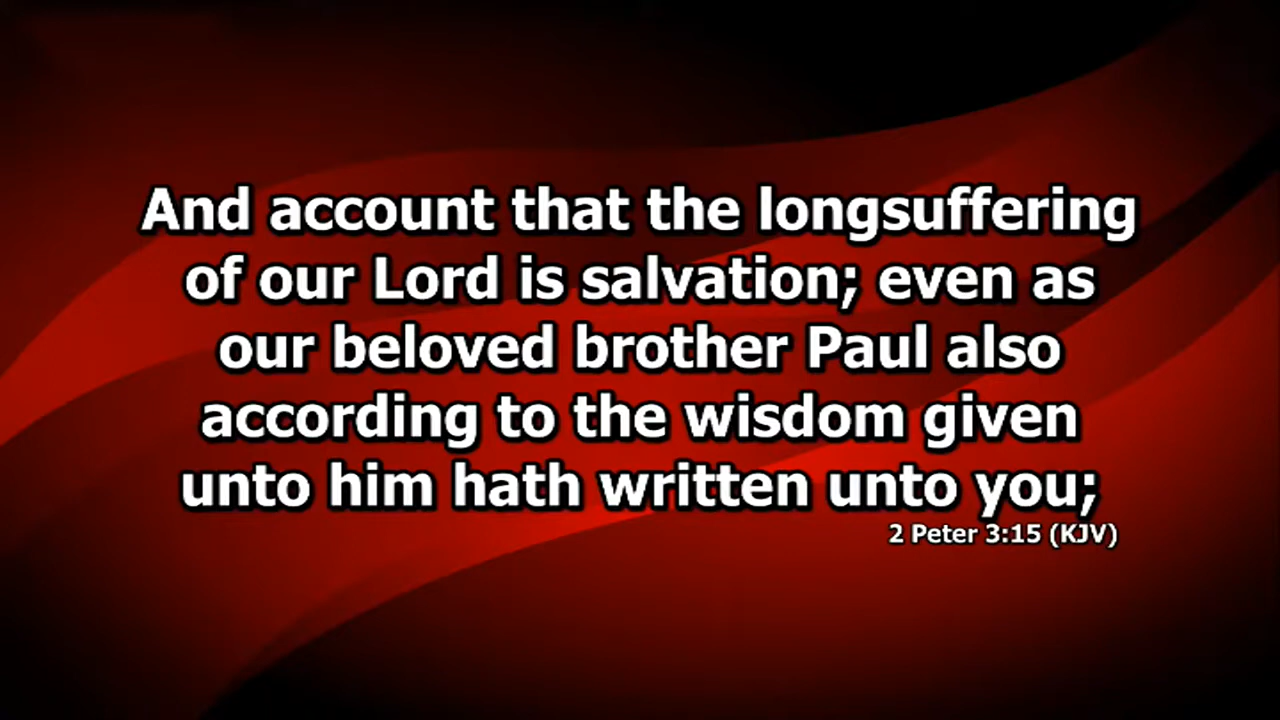 And account that the longsuffering
of our Lord is salvation; even as
our beloved brother Paul also
according to the wisdom given
unto him hath written unto you;
2 Peter 3:15 (KJV)